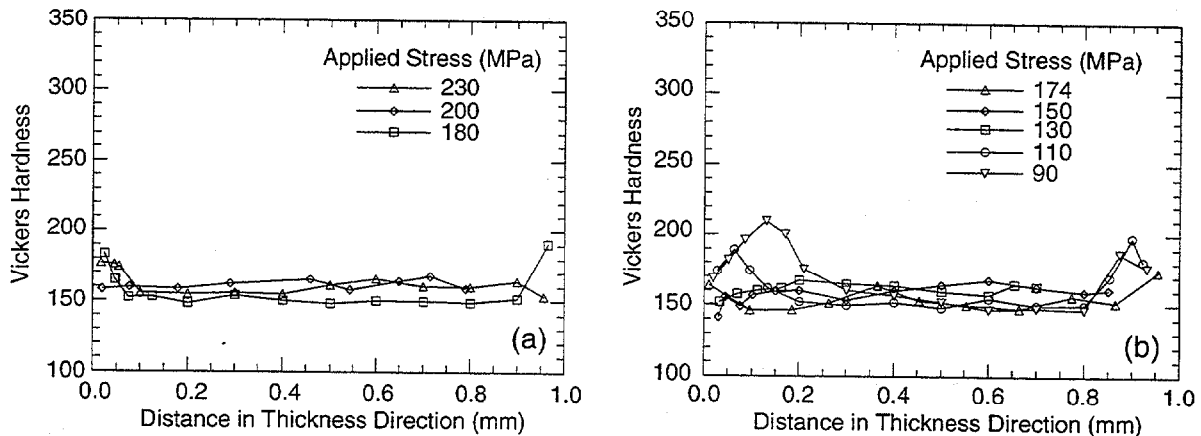 350
300
250
200
150
100
Vickers Hardness
Applied Stress (MPa)
230
200
180
(a)
0.0 0.2 0.4 0.6 0.8 1.0
Distance in Thickness Direction (mm)
350
300
250
200
150
100
Vickers Hardness
Applied Stress (MPa)
174
150
130
110
90
(b)
0.0 0.2 0.4 0.6 0.8 1.0
Distance in Thickness Direction (mm)